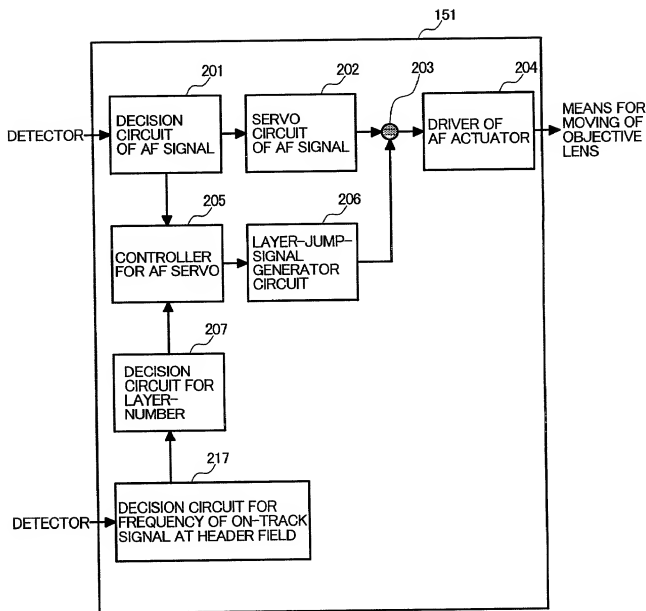 151
201
202
203
204
DETECTOR
DECISION
CIRCUIT
OF AF SIGNAL
SERVO
CIRCUIT
OF AF SIGNAL
DRIVER OF
AF ACTUATOR
MEANS FOR
MOVING OF
OBJECTIVE
LENS
205
206
CONTROLLER
FOR AF SERVO
LAYER-JUMP-
SIGNAL
GENERATOR
CIRCUIT
207
DECISION
CIRCUIT FOR
LAYER-
NUMBER
217
DETECTOR
DECISION CIRCUIT FOR
FREQUENCY OF ON-TRACK
SIGNAL AT HEADER FIELD